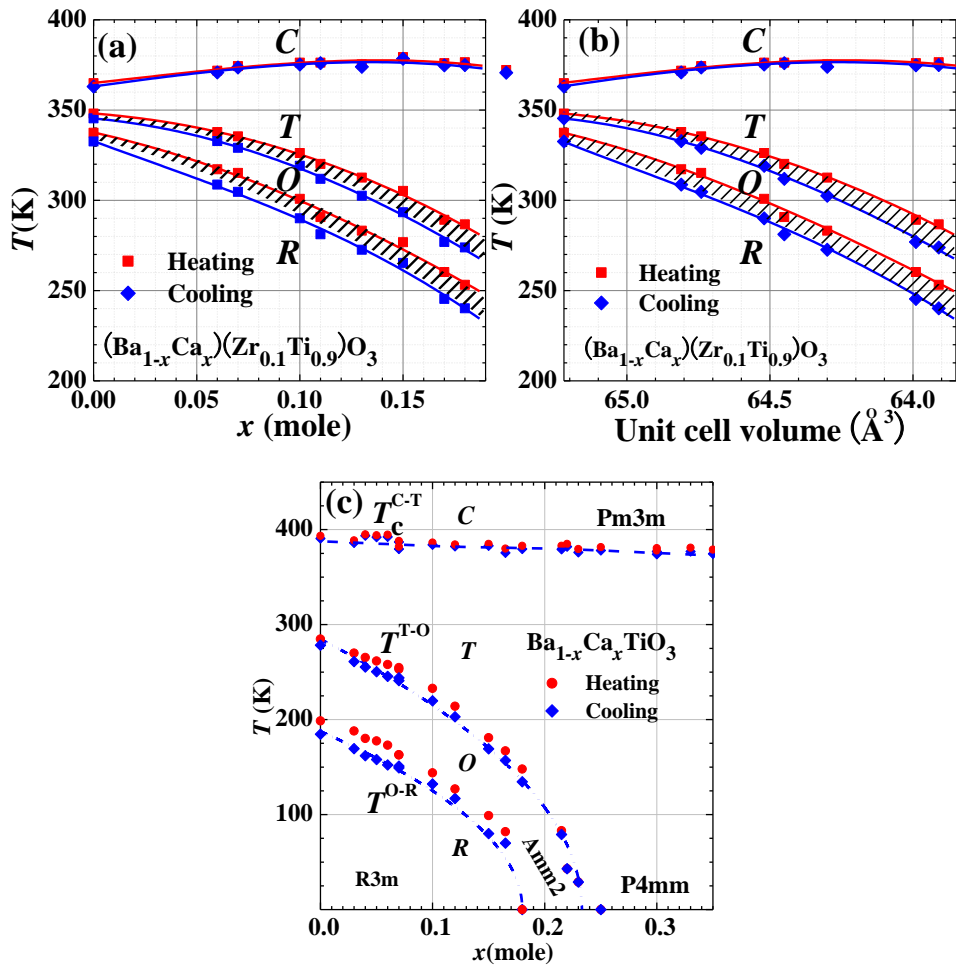 (a)
C
T
O
R
Heating
Cooling
(Ba1-xCax)(Zr0.1Ti0.9)O3
400
350
300
250
200
T(K)
0.00
0.05
0.10
0.15
x (mole)
(b)
C
T
O
R
Heating
Cooling
(Ba1-xCax)(Zr0.1Ti0.9)O3
400
350
300
250
200
T (K)
65.0
64.5
64.0
Unit cell volume (Å3)
(c)
TcC-T
C
Pm3m
TT-O
T
Ba1-xCaxTiO3
Heating
Cooling
O
TO-R
R
Amm2
R3m
P4mm
400
300
200
100
T (K)
0.0
0.1
0.2
0.3
x(mole)